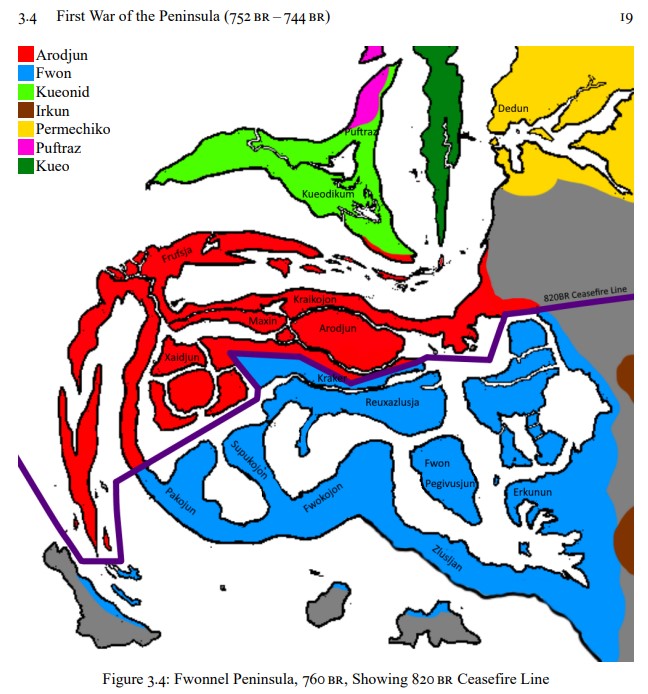 3.4 First War of the Peninsula (752 BR – 744 BR) 19
Arodjun
Fwon
Kueonid
Irkun
Permechiko
Puftraz
Kueo
Dedun
Puftraz
Kueodikum
Frufsja
820BR Ceasefire Line
Kraikojon
Maxin
Arodjun
Xaidjun
Kraker
Reuxazlusja
Supukojon
Fwon
Pegivusjun
Pakojun
Fwokojon
Erkunun
Zlusljan
Figure 3.4: Fwonnel Peninsula, 760 BR, Showing 820 BR Ceasefire Line